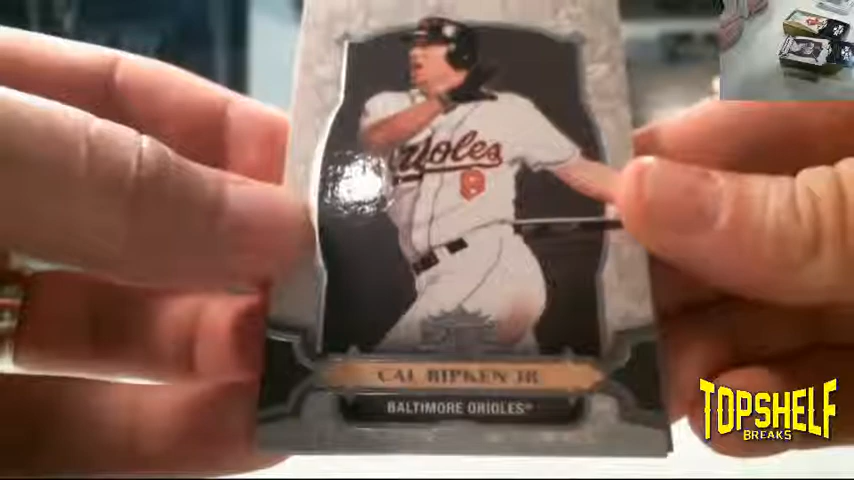 Orioles
8
CAL RIPKEN JR
BALTIMORE ORIOLES®
TOPSHELF
BREAKS